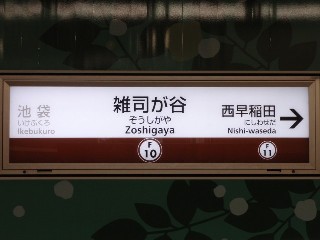 池袋
いけぶくろ
Ikebukuro
雑司が谷
ぞうしがや
Zoshigaya
F
10
西早稲田
にしわせだ
Nishi-waseda
F
11